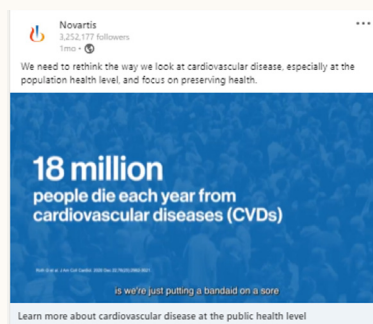 Novartis
3,252,177 followers
1mo •
We need to rethink the way we look at cardiovascular disease, especially at the
population health level, and focus on preserving health.
18 million
people die each year from
cardiovascular diseases (CVDs)
is we're just putting a bandaid on a sore
Learn more about cardiovascular disease at the public health level